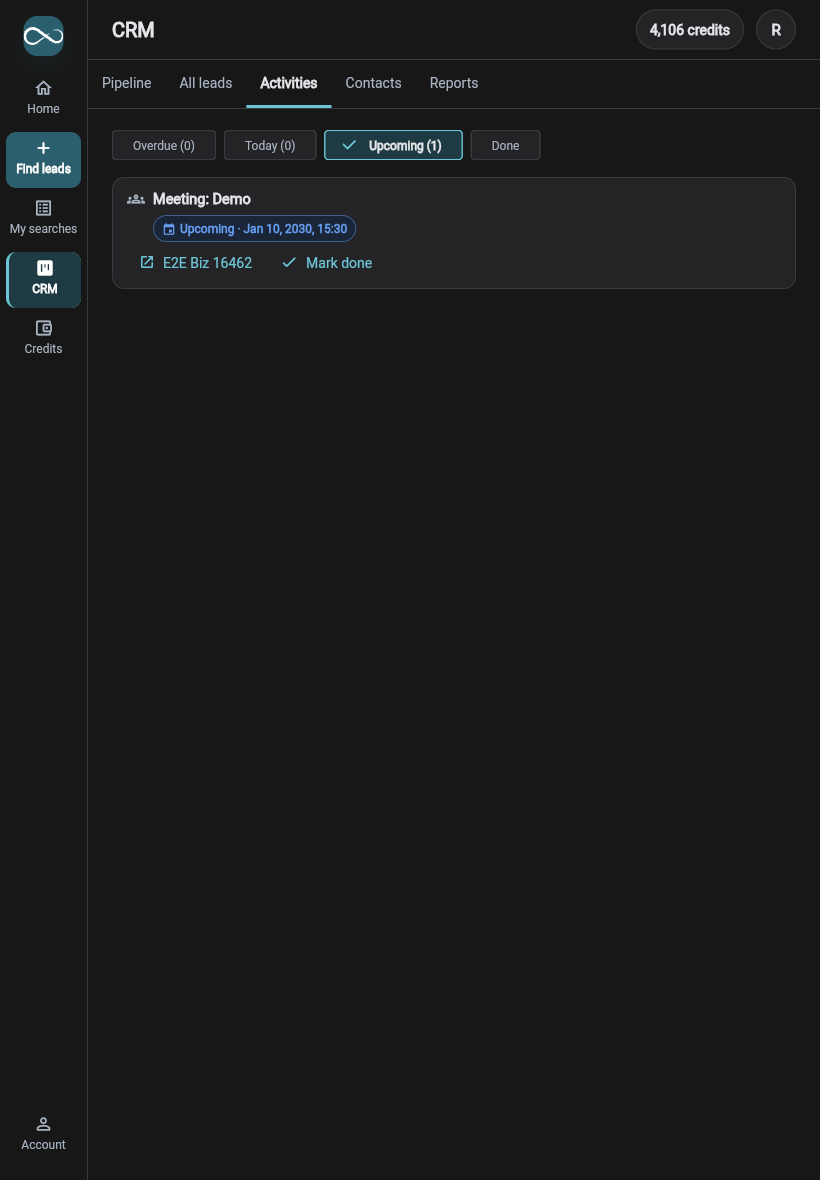 CRM
4,106 credits
R
Home
Find leads
My searches
CRM
Credits
Account
Pipeline
All leads
Activities
Contacts
Reports
Overdue (0)
Today (0)
Upcoming (1)
Done
Meeting: Demo
Upcoming · Jan 10, 2030, 15:30
E2E Biz 16462
Mark done